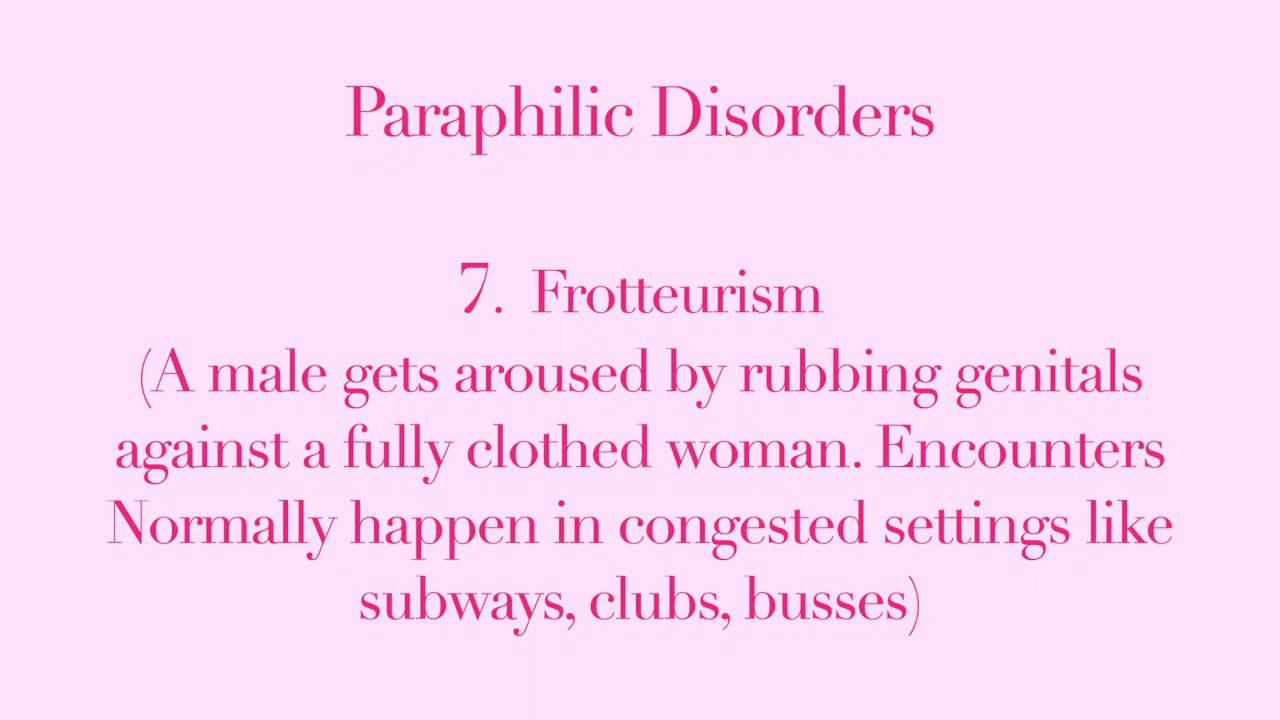 Paraphilic Disorders
7. Frotteurism
(A male gets aroused by rubbing genitals
against a fully clothed woman. Encounters
Normally happen in congested settings like
subways, clubs, busses)